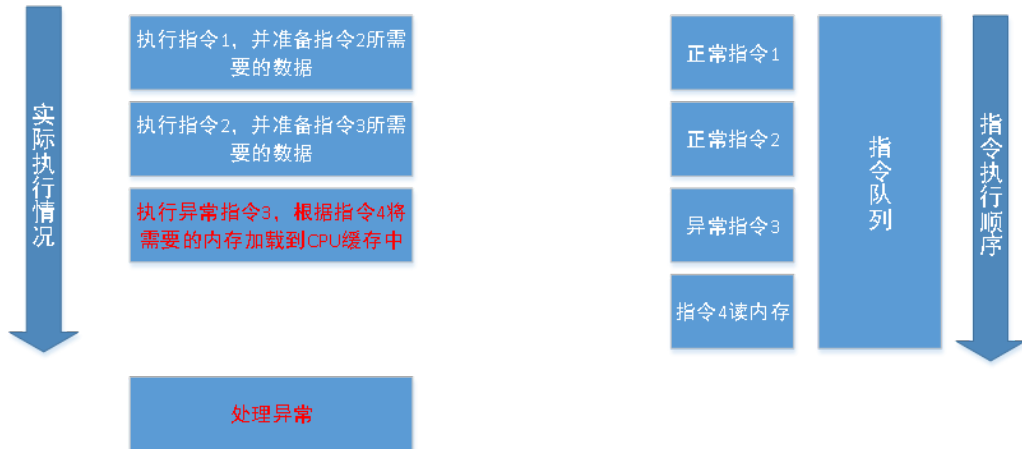 实际执行情况
执行指令1，并准备指令2所需
要的数据
执行指令2，并准备指令3所需
要的数据
执行异常指令3，根据指令4将
需要的内存加载到CPU缓存中
处理异常
正常指令1
正常指令2
异常指令3
指令4读内存
指令队列
指令执行顺序